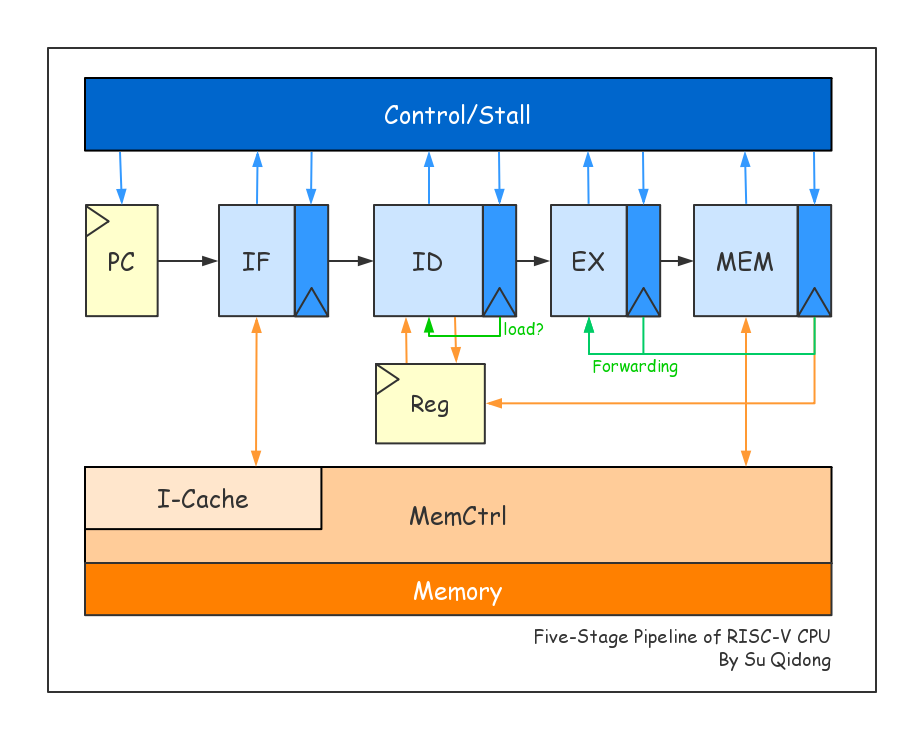 Control/Stall
PC
IF
ID
EX
MEM
load?
Forwarding
Reg
I-Cache
MemCtrl
Memory
Five-Stage Pipeline of RISC-V CPU
By Su Qidong